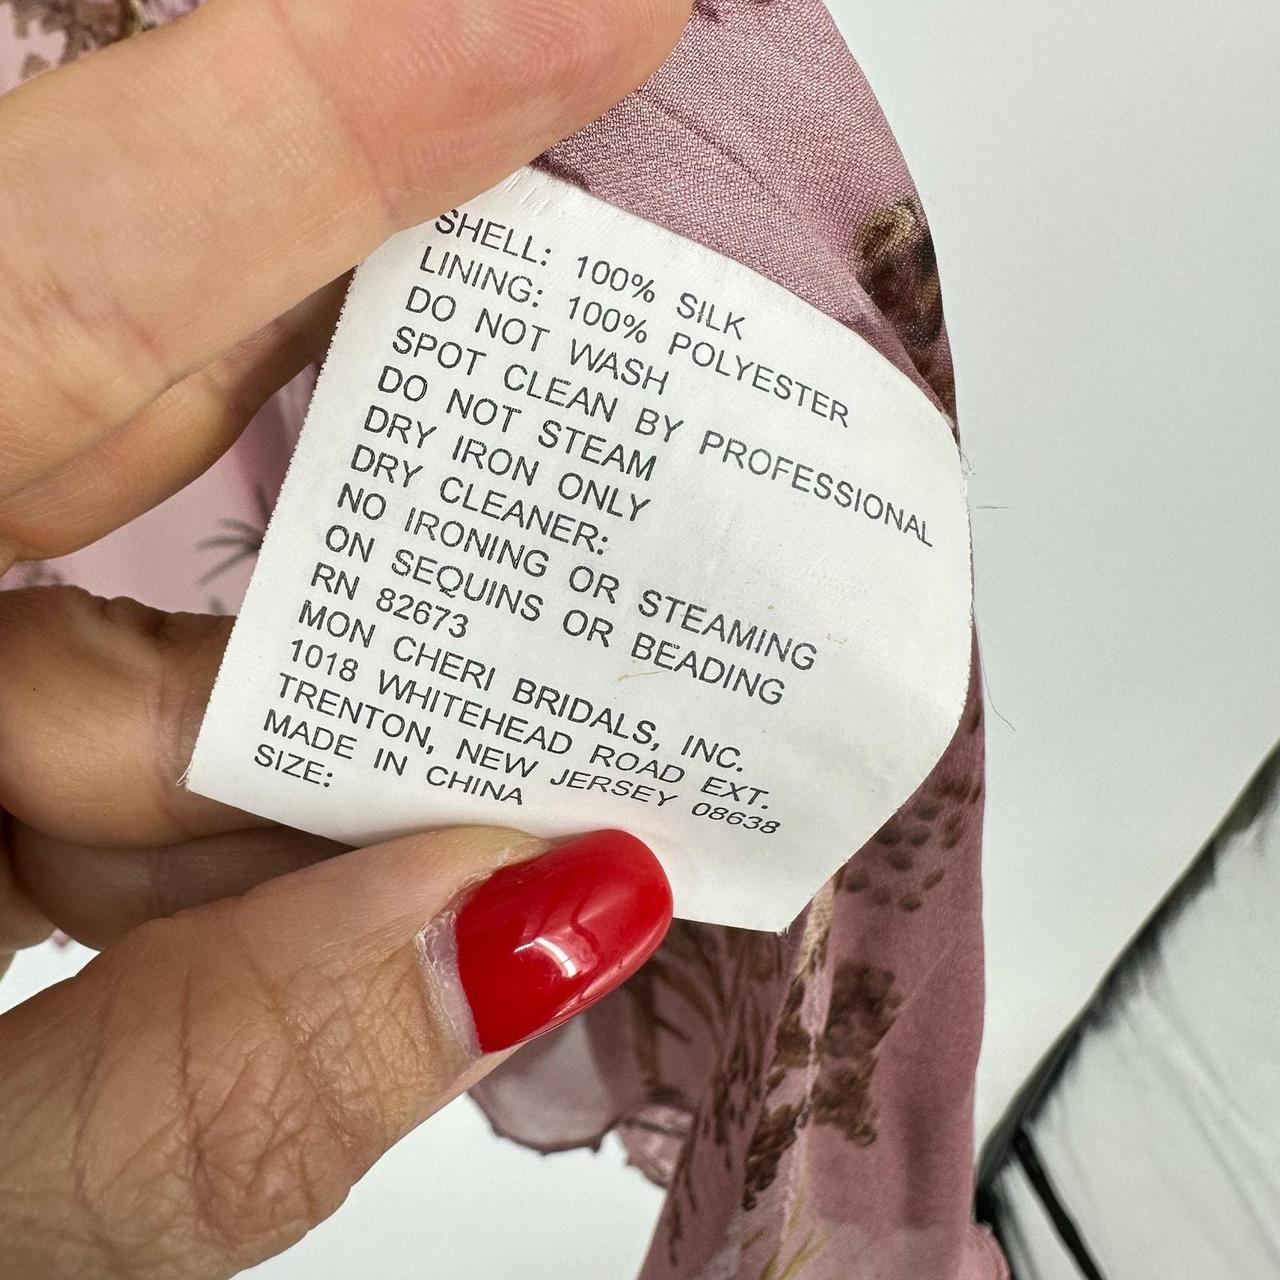 SHELL: 100% SILK
LINING: 100% POLYESTER
DO NOT WASH
SPOT CLEAN BY PROFESSIONAL
DO NOT STEAM
DRY IRON ONLY
DRY CLEANER:
NO IRONING OR STEAMING
ON SEQUINS OR BEADING
RN 82673
MON CHERI BRIDALS, INC.
1018 WHITEHEAD ROAD EXT.
TRENTON, NEW JERSEY 08638
MADE IN CHINA
SIZE: